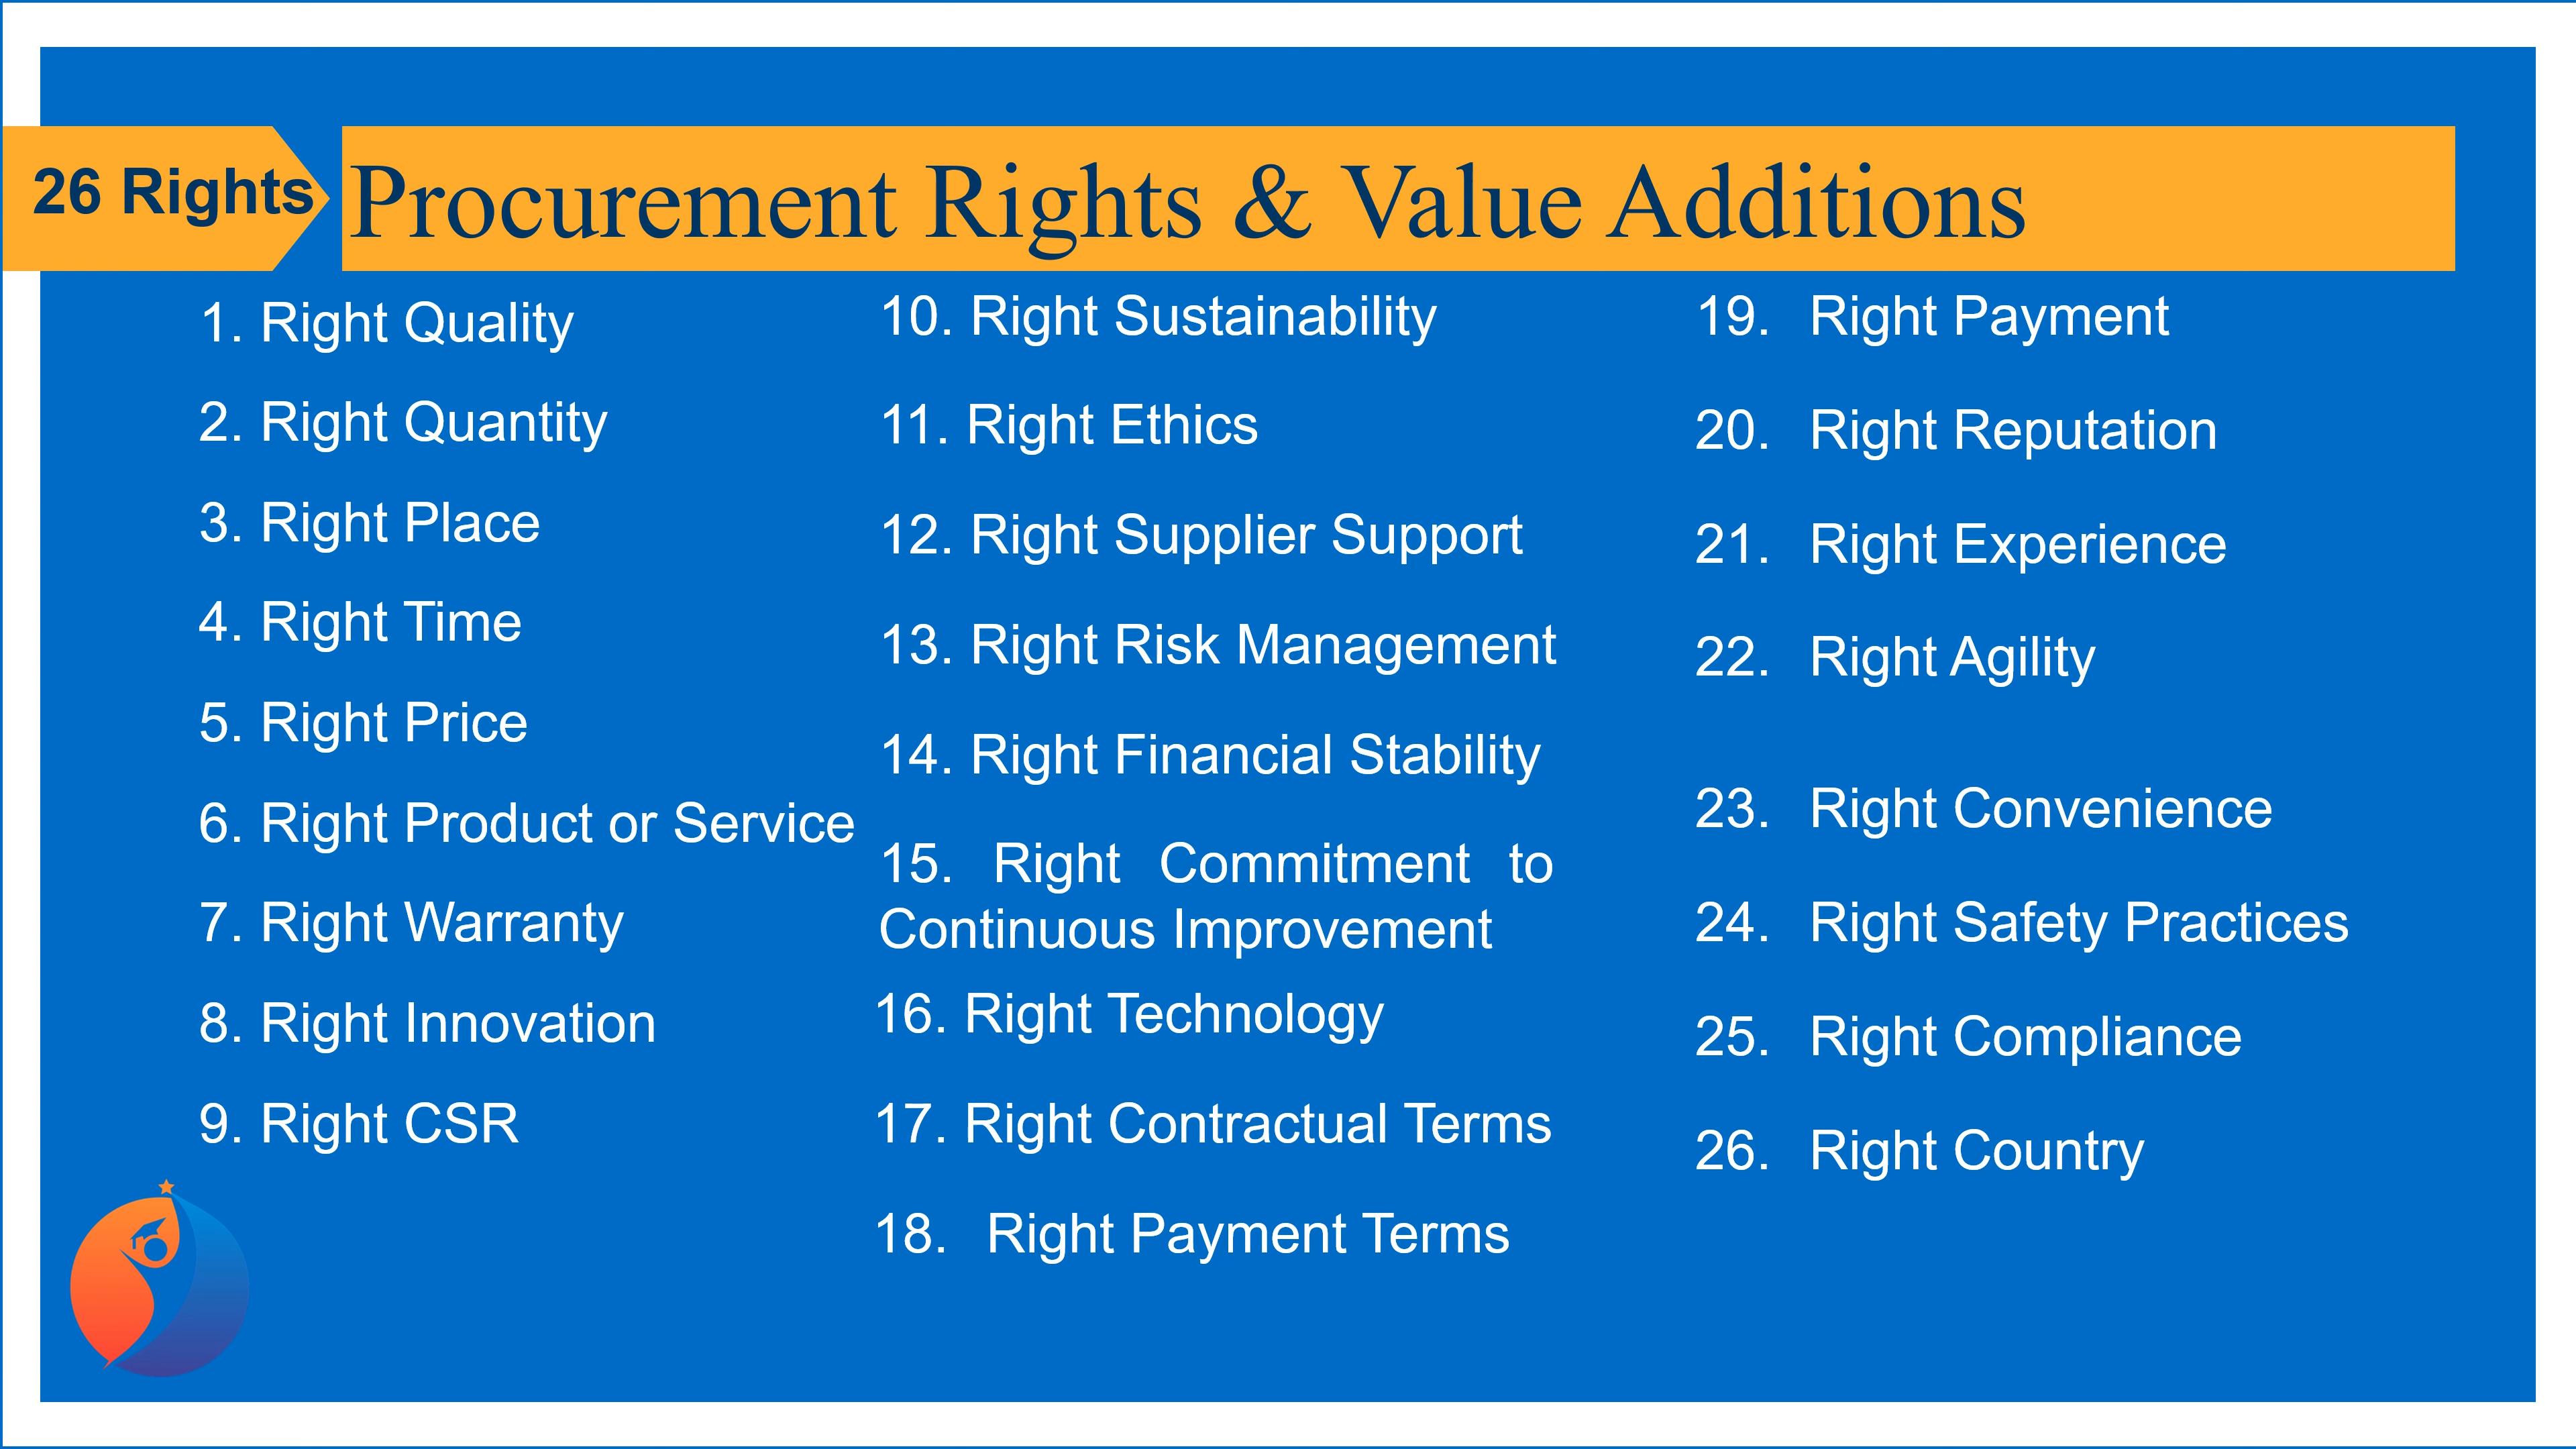 26 Rights
Procurement Rights & Value Additions
1. Right Quality
2. Right Quantity
3. Right Place
4. Right Time
5. Right Price
6. Right Product or Service
7. Right Warranty
8. Right Innovation
9. Right CSR
10. Right Sustainability
11. Right Ethics
12. Right Supplier Support
13. Right Risk Management
14. Right Financial Stability
15. Right Commitment to
Continuous Improvement
16. Right Technology
17. Right Contractual Terms
18. Right Payment Terms
19. Right Payment
20. Right Reputation
21. Right Experience
22. Right Agility
23. Right Convenience
24. Right Safety Practices
25. Right Compliance
26. Right Country